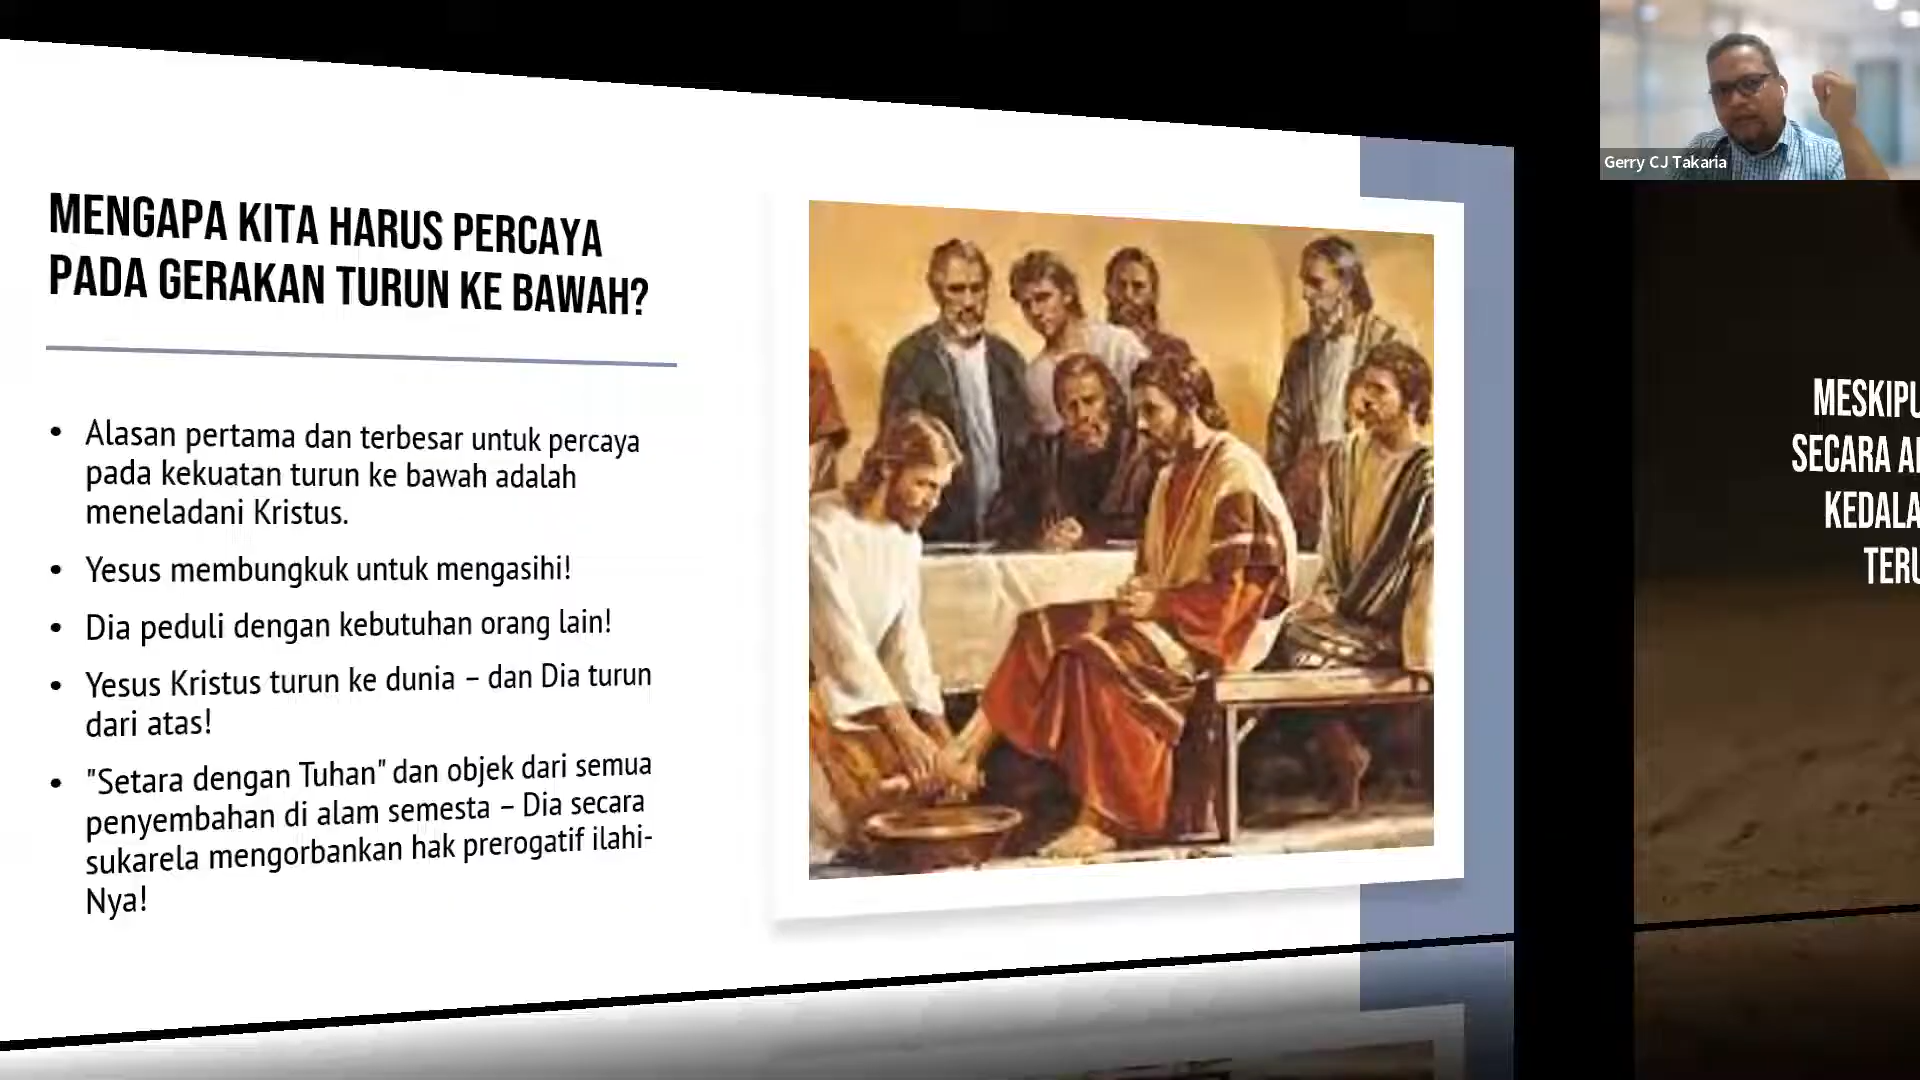 MENGAPA KITA HARUS PERCAYA
PADA GERAKAN TURUN KE BAWAH?
• Alasan pertama dan terbesar untuk percaya
pada kekuatan turun ke bawah adalah
meneladani Kristus.
• Yesus membungkuk untuk mengasihi!
• Dia peduli dengan kebutuhan orang lain!
• Yesus Kristus turun ke dunia – dan Dia turun
dari atas!
• "Setara dengan Tuhan" dan objek dari semua
penyembahan di alam semesta – Dia secara
sukarela mengorbankan hak prerogatif ilahi-
Nya!
Gerry CJ Takaria
SECARA